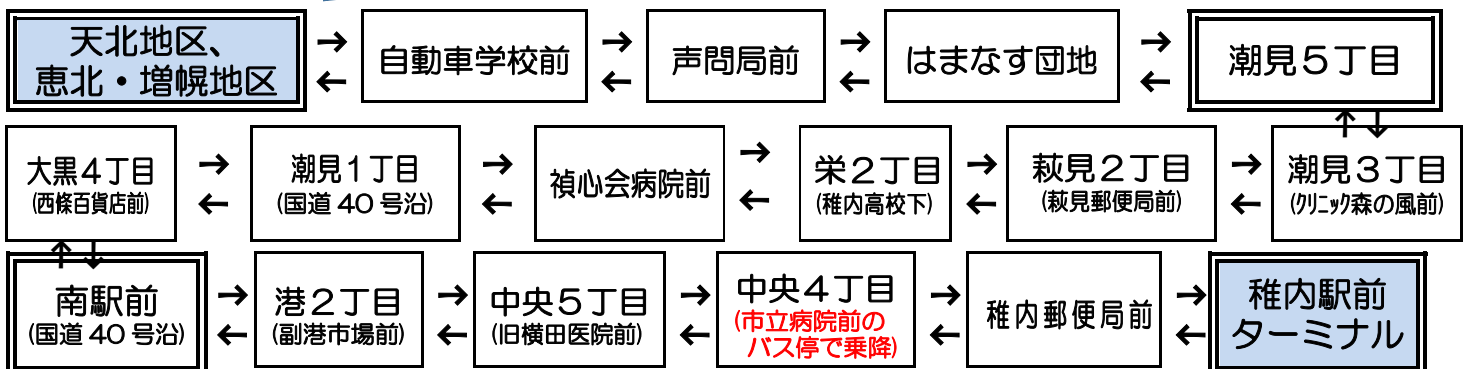 天北地区、
恵北・増幌地区
→
←
自動車学校前
→
←
声問局前
→
←
はまなす団地
→
←
潮見５丁目
↑↓
大黒４丁目
(西條百貨店前)
→
←
潮見１丁目
(国道40号沿)
→
←
禎心会病院前
→
←
栄２丁目
(稚内高校下)
→
←
萩見２丁目
(萩見郵便局前)
→
←
潮見３丁目
(ｸﾘﾆｯｸ森の風前)
↑↓
南駅前
(国道40号沿)
→
←
港２丁目
(副港市場前)
→
←
中央５丁目
(旧横田医院前)
→
←
中央４丁目
(市立病院前の
バス停で乗降)
→
←
稚内郵便局前
→
←
稚内駅前
ターミナル